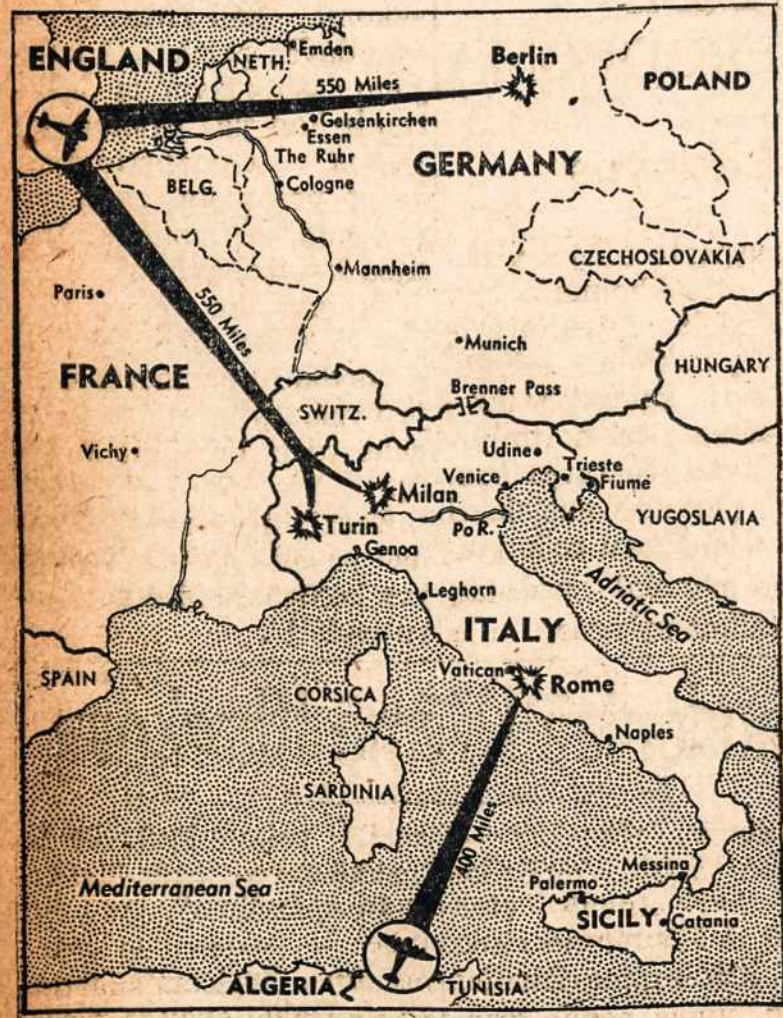 ENGLAND
NETH.
Emden
Berlin
550 Miles
POLAND
Gelsenkirchen
Essen
The Ruhr
GERMANY
BELG.
Cologne
CZECHOSLOVAKIA
Mannheim
Paris
550 Miles
Munich
HUNGARY
FRANCE
Brenner Pass
SWITZ.
Vichy
Udine
Trieste
Venice
Fiume
Milan
YUGOSLAVIA
Turin
Po R.
Genoa
Adriatic Sea
Leghorn
ITALY
Vatican
Rome
SPAIN
CORSICA
Naples
SARDINIA
400 Miles
Messina
Mediterranean Sea
Palermo
SICILY
Catania
ALGERIA
TUNISIA